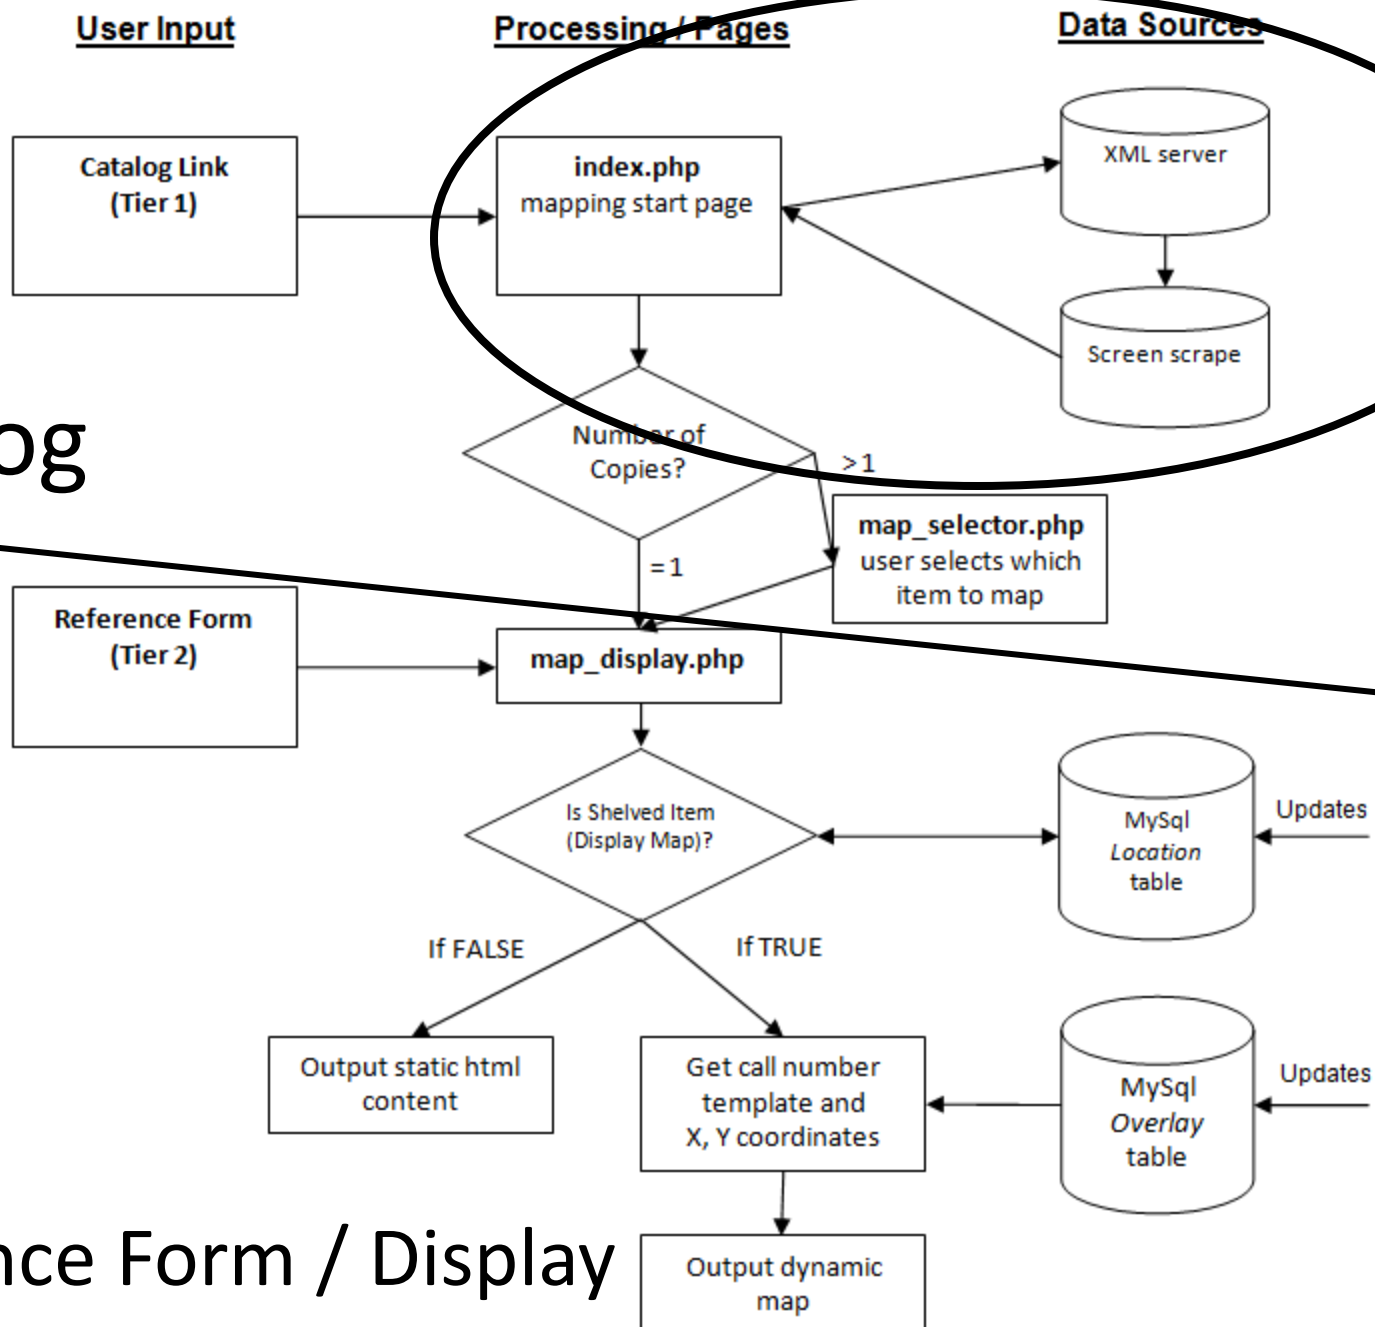 User Input
Processing / Pages
Data Sources
Catalog Link
(Tier 1)
index.php
mapping start page
XML server
Screen scrape
Number of
Copies?
>1
og
map_selector.php
user selects which
item to map
=1
Reference Form
(Tier 2)
map_display.php
Is Shelved Item
(Display Map)?
MySql
Location
table
Updates
If FALSE
If TRUE
Output static html
content
Get call number
template and
X, Y coordinates
MySql
Overlay
table
Updates
nce Form / Display
Output dynamic
map